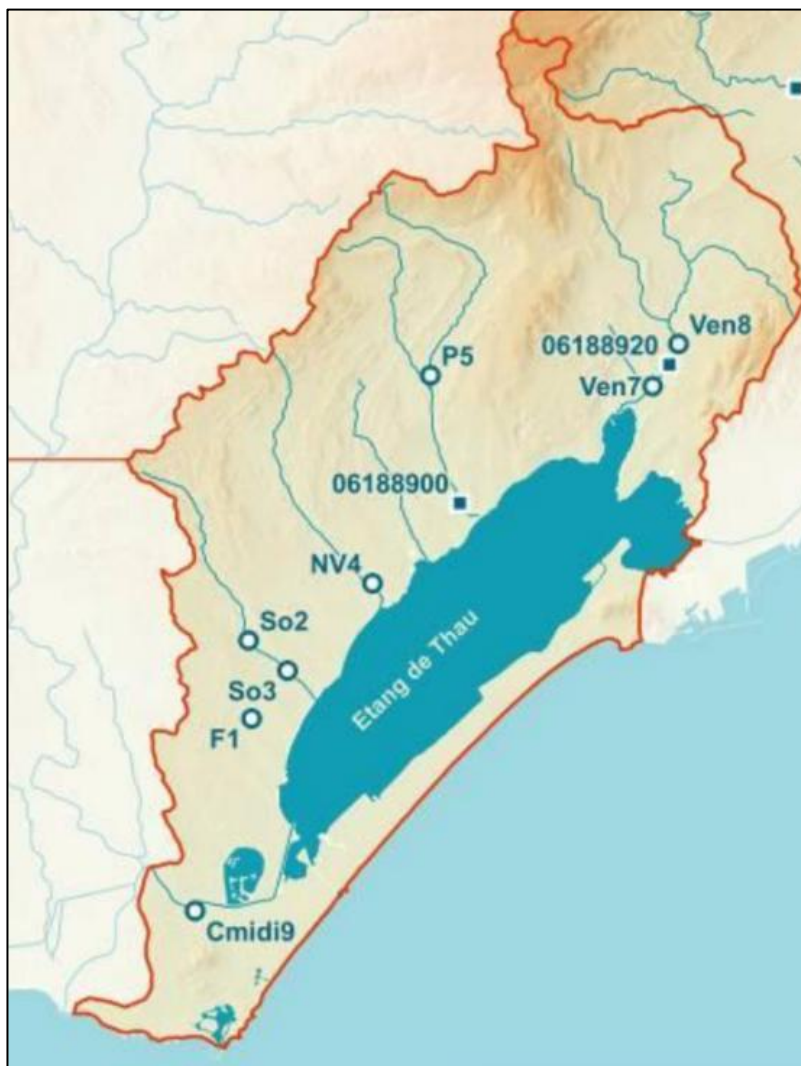 Ven8
06188920
P5
Ven7
06188900
NV4
So2
Etang de Thau
So3
F1
Cmidi9